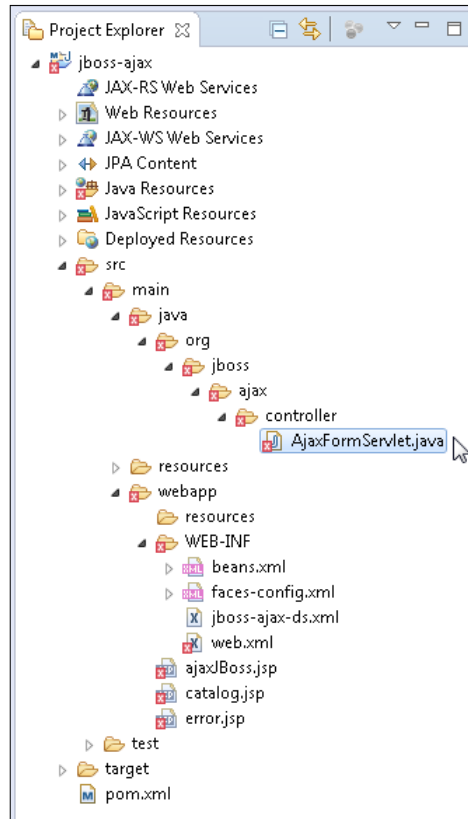 Project Explorer
jboss-ajax
JAX-RS Web Services
Web Resources
JAX-WS Web Services
JPA Content
Java Resources
JavaScript Resources
Deployed Resources
src
main
java
org
jboss
ajax
controller
AjaxFormServlet.java
resources
webapp
resources
WEB-INF
beans.xml
faces-config.xml
jboss-ajax-ds.xml
web.xml
ajaxJBoss.jsp
catalog.jsp
error.jsp
test
target
pom.xml